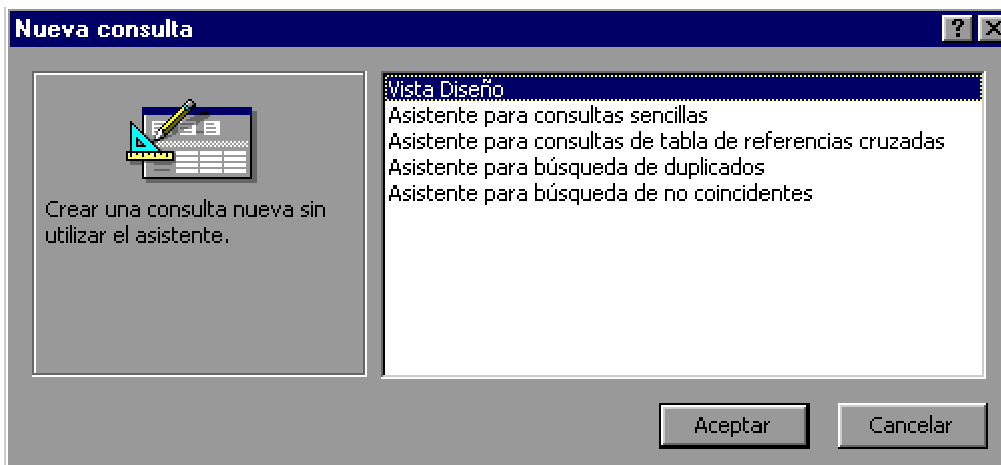 Nueva consulta
Vista Diseño
Asistente para consultas sencillas
Asistente para consultas de tabla de referencias cruzadas
Asistente para búsqueda de duplicados
Asistente para búsqueda de no coincidentes
Crear una consulta nueva sin
utilizar el asistente.
Aceptar
Cancelar